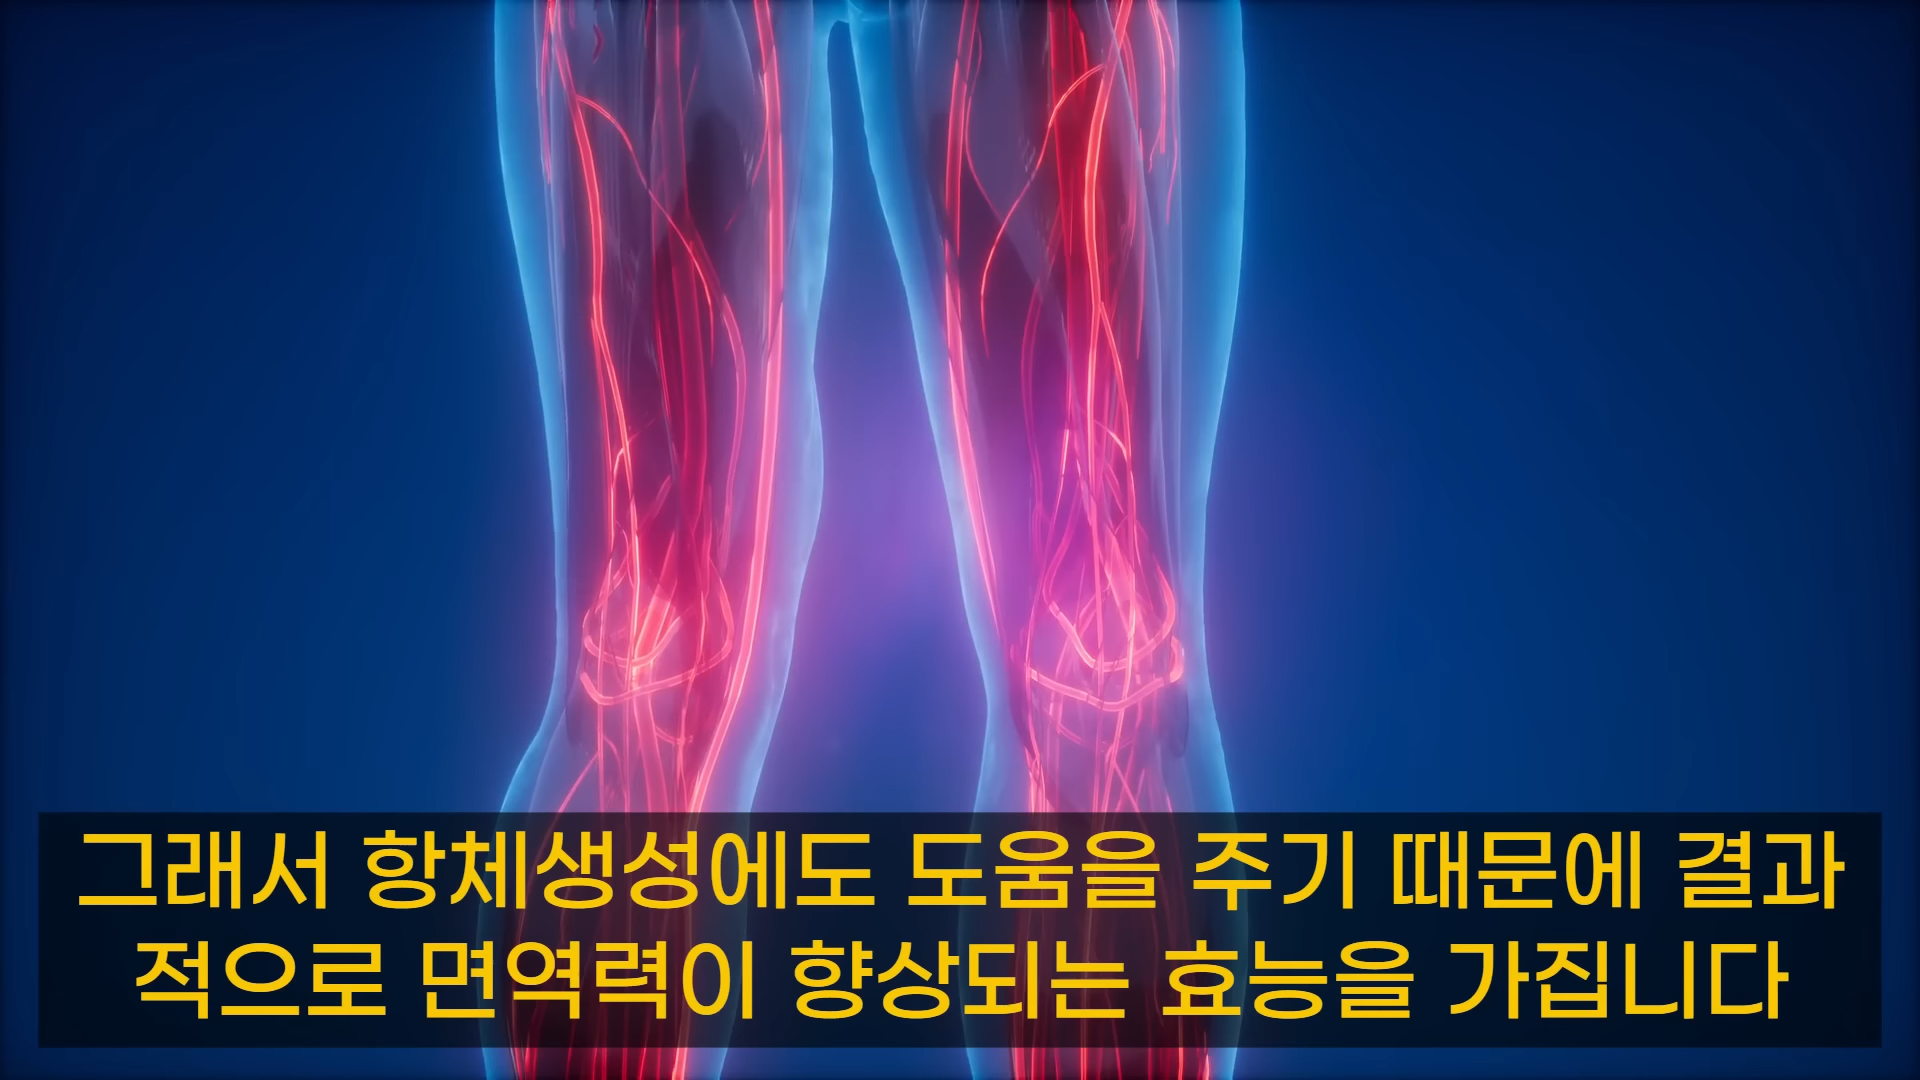 그래서 항체생성에도 도움을 주기 때문에 결과
적으로 면역력이 향상되는 효능을 가집니다